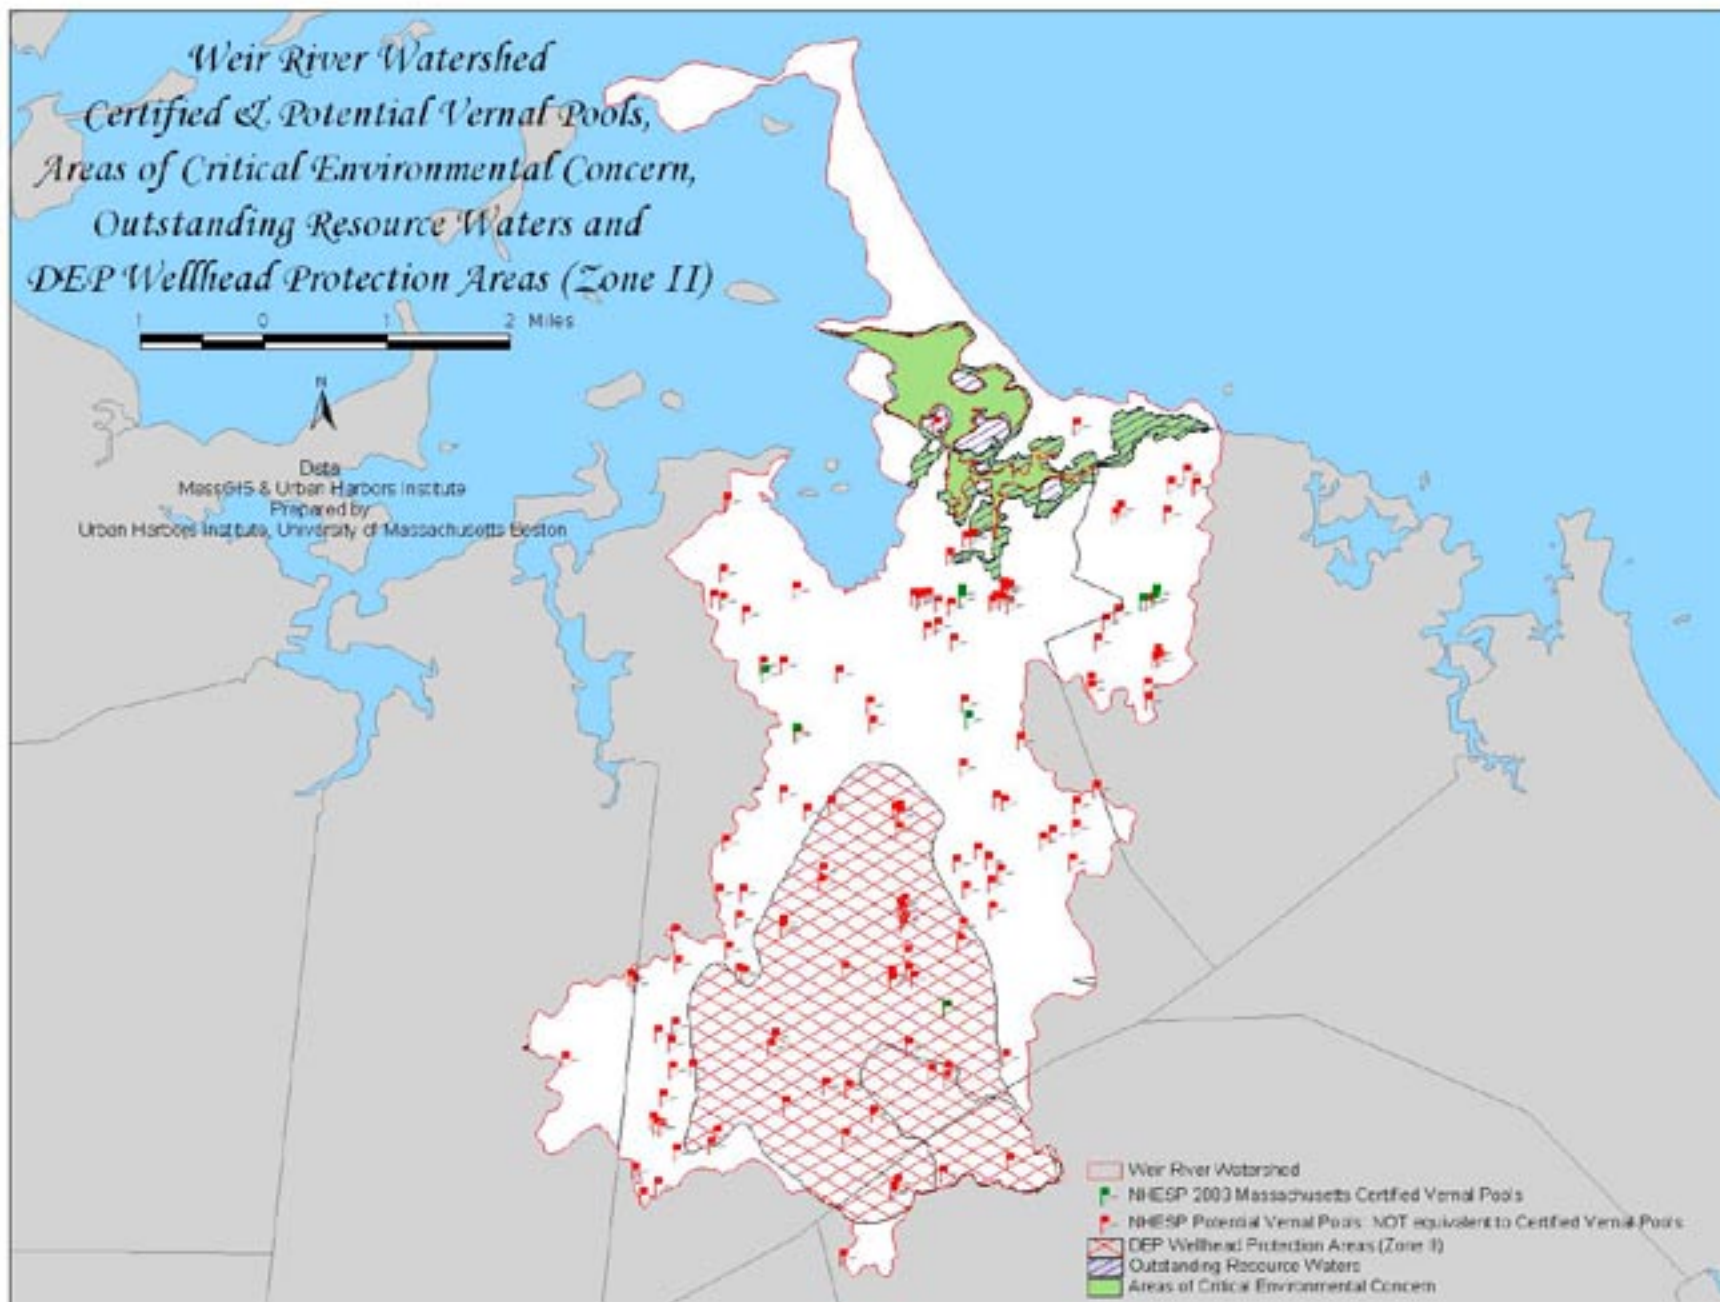 Weir River Watershed
Certified & Potential Vernal Pools,
Areas of Critical Environmental Concern,
Outstanding Resource Waters and
DEP Wellhead Protection Areas (Zone II)
1 0 1 2 Miles
N
Data
MassGIS & Urban Harbors Institute
Prepared by
Urban Harbors Institute, University of Massachusetts Boston
Weir River Watershed
NHESP 2003 Massachusetts Certified Vernal Pools
NHESP Potential Vernal Pools: NOT equivalent to Certified Vernal Pools
DEP Wellhead Protection Areas (Zone II)
Outstanding Resource Waters
Areas of Critical Environmental Concern